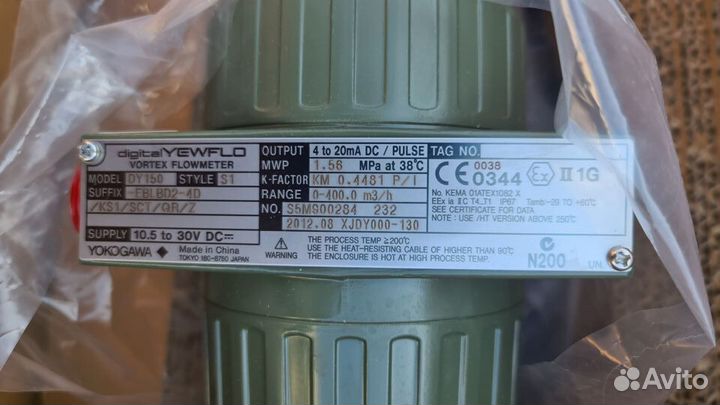 digitalYEWFLO
VORTEX FLOWMETER
MODEL DY150 STYLE S1
SUFFIX -EBLBD2-4D
/KS1/SCT/QR/Z
SUPPLY 10.5 to 30V DC
YOKOGAWA Made in China
TOKYO 180-8750 JAPAN
OUTPUT 4 to 20mA DC / PULSE
MWP 1.56 MPa at 38℃
K-FACTOR KM 0.4481 P/l
RANGE 0-400.0 m3/h
NO. S5M900284 232
2012.08 XJDY000-130
WARNING
THE PROCESS TEMP ≥200℃
USE THE HEAT-RESISTING CABLE OF HIGHER THAN 90℃
THE ENCLOSURE IS HOT AT HIGH PROCESS TEMP.
TAG NO.
CE 0038
0344 Ex II 1G
No. KEMA 01ATEX1082 X
EEx ia IIC T4...T1 IP67 Tamb:-29 TO +60℃
SEE CERTIFICATE FOR DATA
NOTE : USE /HT VERSION ABOVE 250℃
N200
UN.
Avito